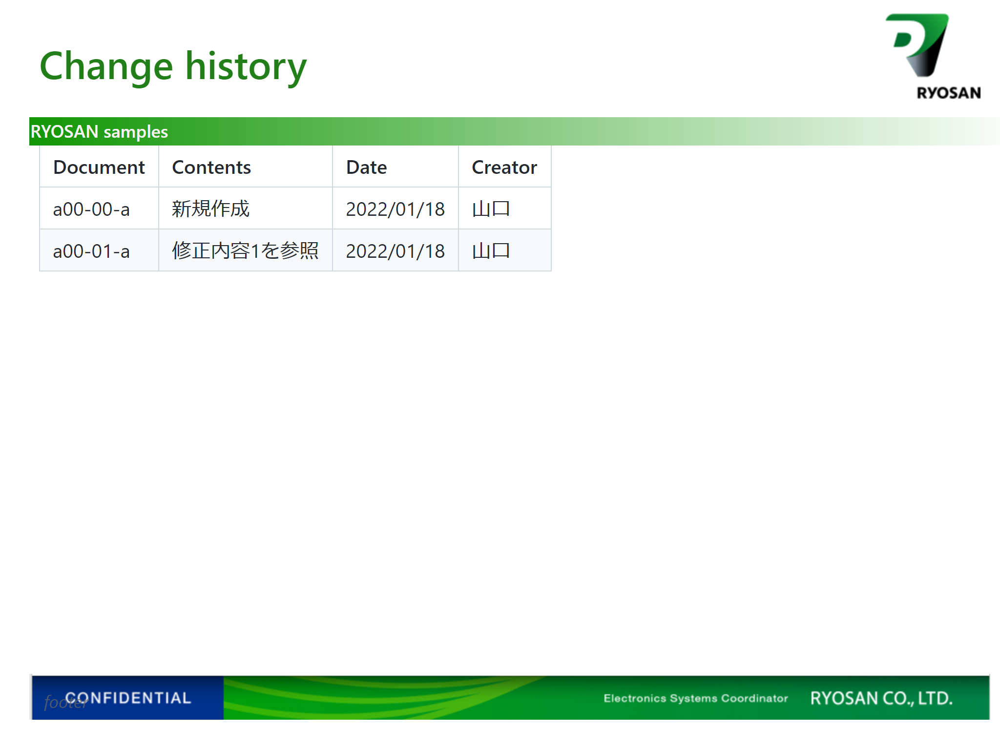 RYOSAN
Change history
RYOSAN samples
Document Contents Date Creator
a00-00-a 新規作成 2022/01/18 山口
a00-01-a 修正内容1を参照 2022/01/18 山口
footer
CONFIDENTIAL
Electronics Systems Coordinator RYOSAN CO., LTD.